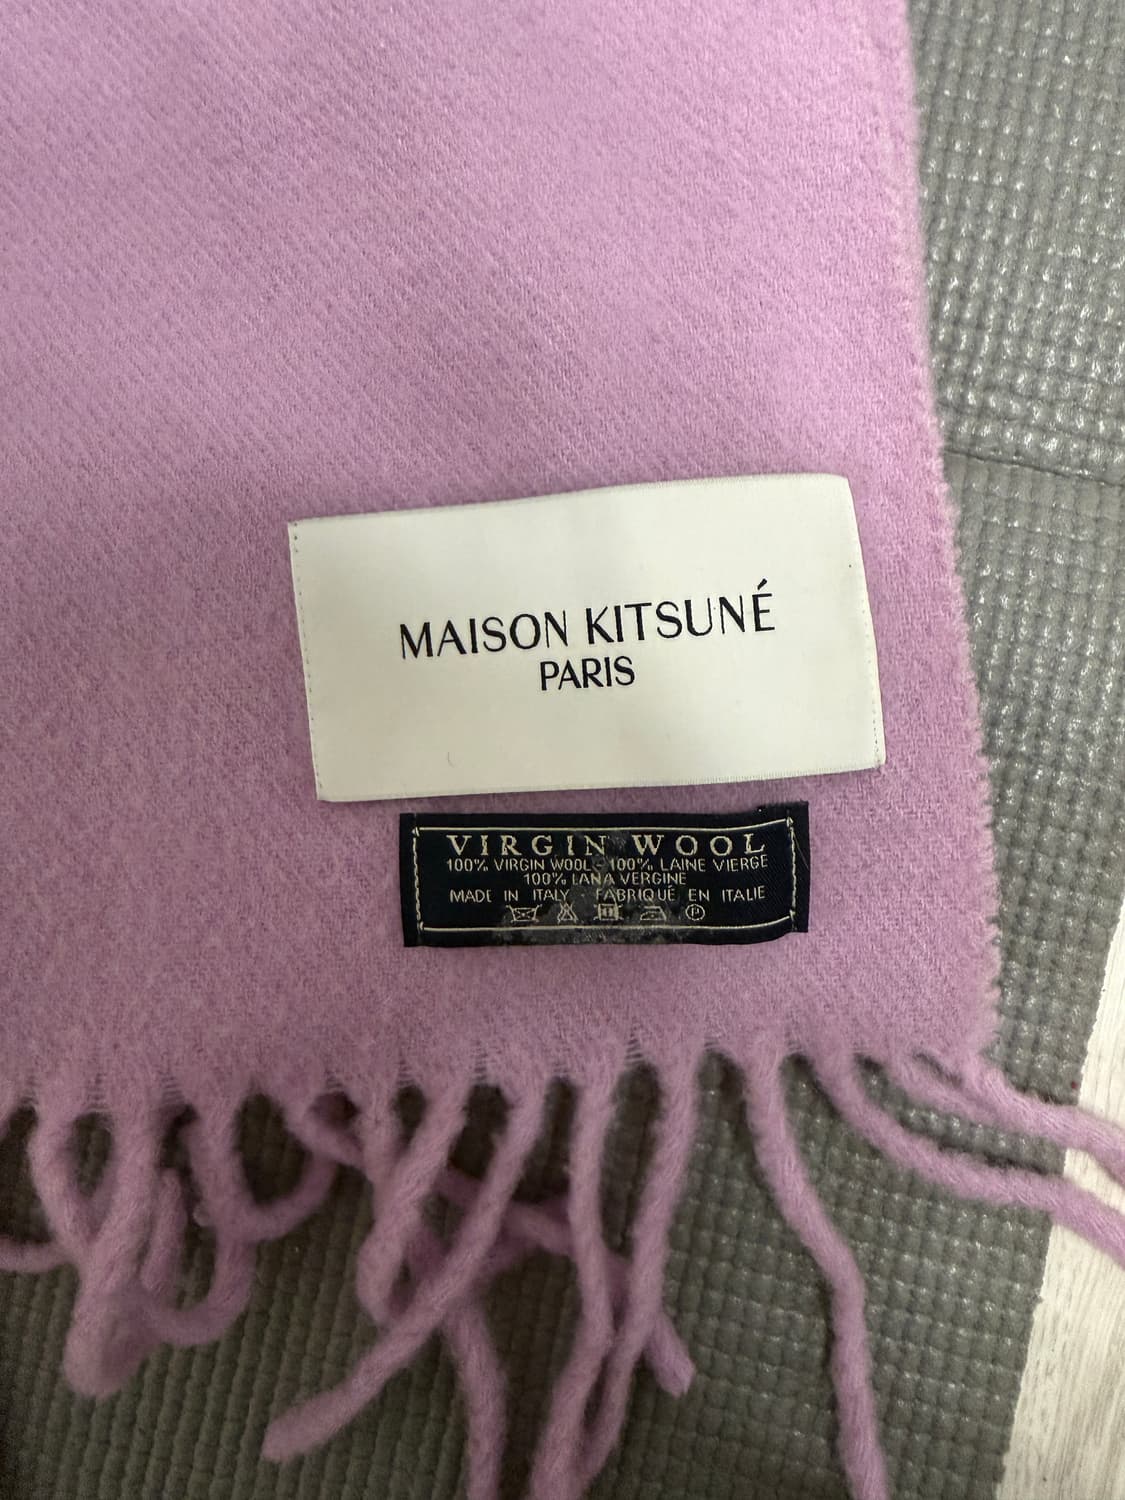 MAISON KITSUNÉ
PARIS
VIRGIN WOOL
100% VIRGIN WOOL - 100% LAINE VIERGE
100% LANA VERGINE
MADE IN ITALY - FABRIQUÉ EN ITALIE